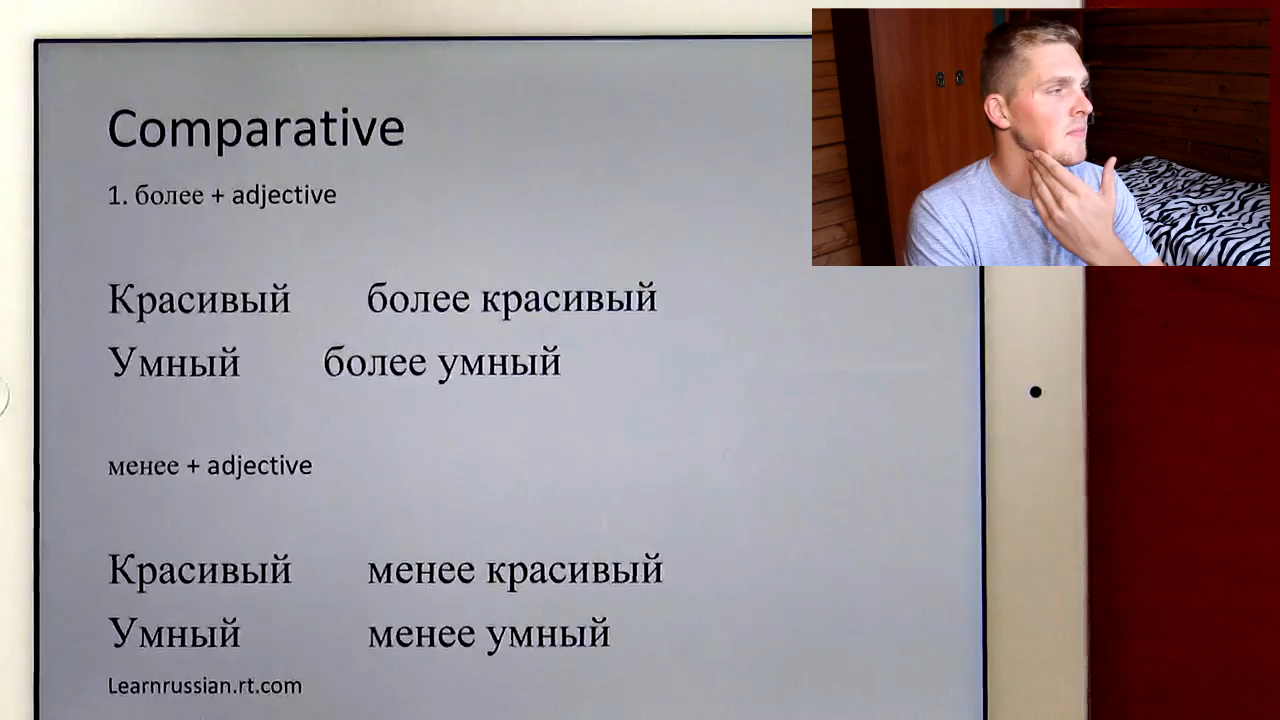 Comparative
1. более + adjective
Красивый более красивый
Умный более умный
менее + adjective
Красивый менее красивый
Умный менее умный
Learnrussian.rt.com